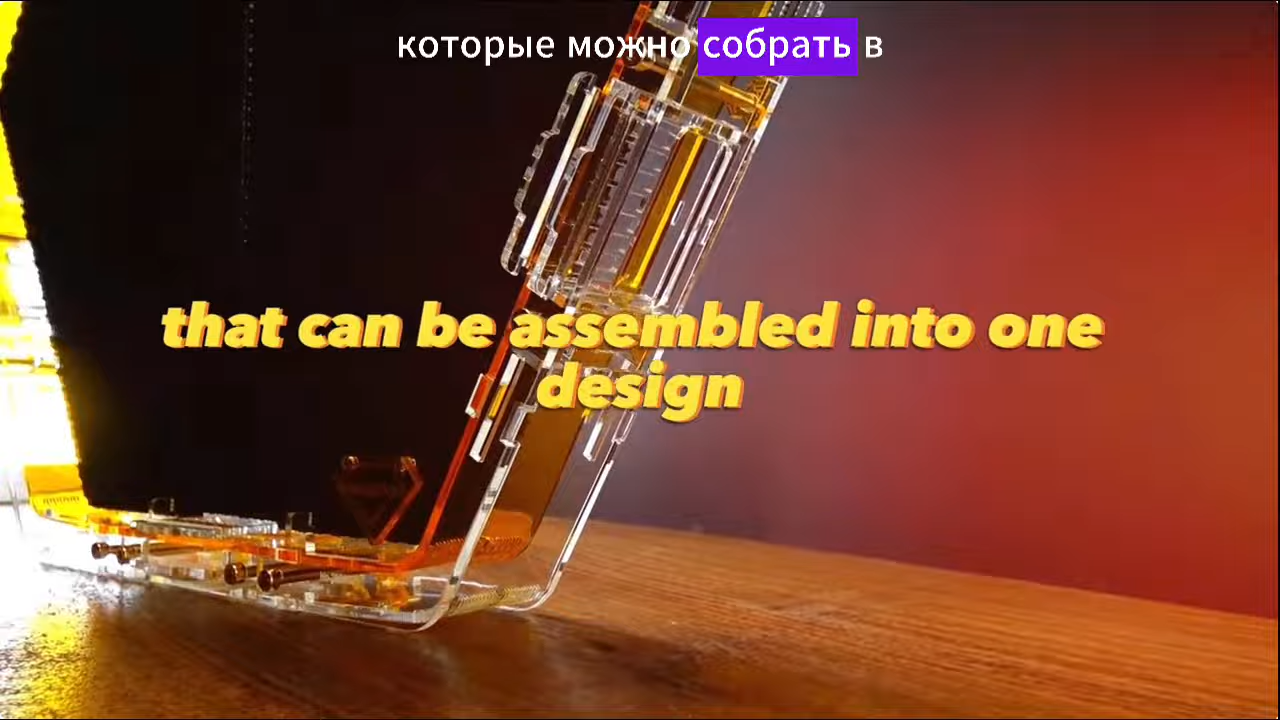 которые можно собрать в
that can be assembled into one
design